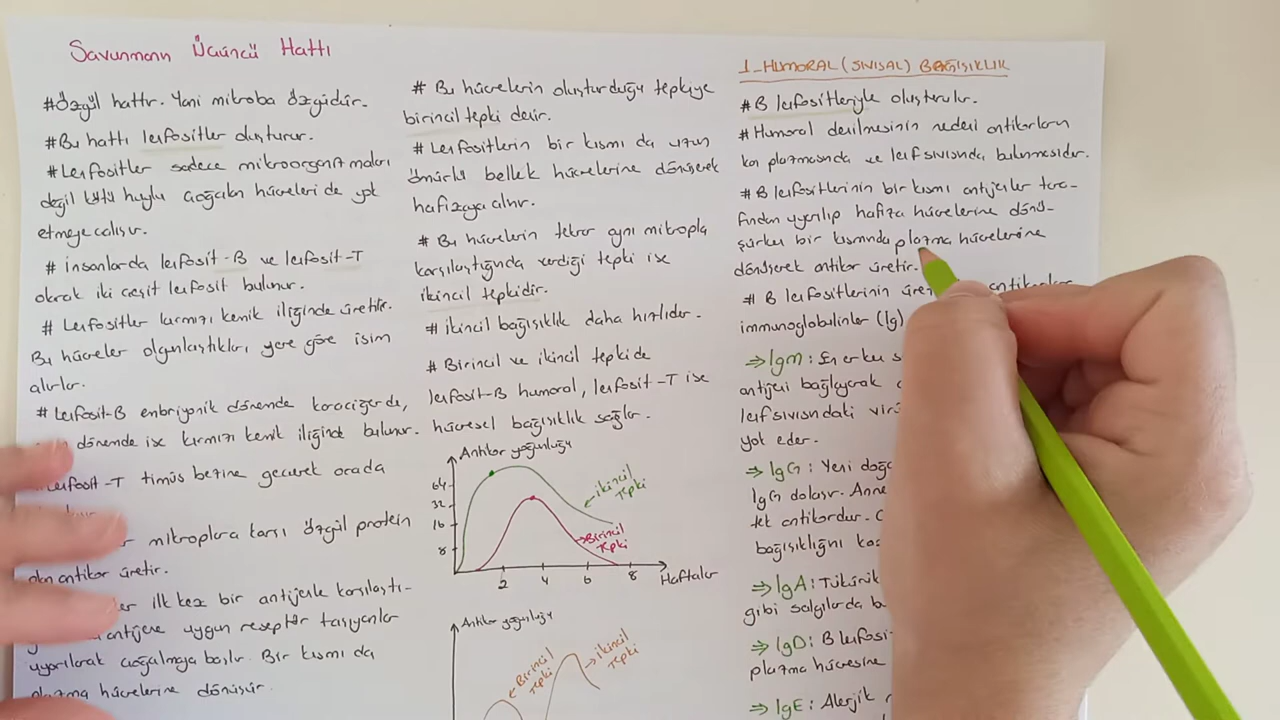 Savunmanın Üçüncü Hattı
#Özgül hattır. Yani mikroba özgüdür.
#Bu hattı lenfositler oluşturur.
#Lenfositler sadece mikroorganizmaları
değil kötü huylu çoğalan hücreleri de yok
etmeye çalışır.
# İnsanlarda lenfosit-B ve lenfosit-T
olarak iki çeşit lenfosit bulunur.
# Lenfositler kırmızı kemik iliğinde üretilir.
Bu hücreler olgunlaştıkları yere göre isim
alırlar.
# Lenfosit-B embriyonik dönemde karaciğerde,
dönemde ise kırmızı kemik iliğinde bulunur.
Lenfosit-T timüs bezine geçerek orada
mikroplara karşı özgül protein
olan antikor üretir.
ilk kez bir antijenle karşılaştı-
antijene uygun reseptör taşıyanlar
uyarılarak çoğalmaya başlır. Bir kısmı da
plazma hücrelerine dönüşür.
# Bu hücrelerin oluşturduğu tepkiye
birincil tepki denir.
# Lenfositlerin bir kısmı da uzun
ömürlü bellek hücrelerine dönüşerek
hafızaya alınır.
# Bu hücrelerin tekrar aynı mikropla
karşılaştığında verdiği tepki ise
ikincil tepkidir.
# İkincil bağışıklık daha hızlıdır.
# Birincil ve ikincil tepkide
lenfosit-B humoral, lenfosit-T ise
hücresel bağışıklık sağlar.
Antikor yoğunluğu
64
32
16
8
2 4 6 8
Haftalar
İkincil
Tepki
Birincil
Tepki
Antikor yoğunluğu
Birincil
Tepki
İkincil
Tepki
1-HUMORAL (SIVISAL) BAĞIŞIKLIK
# B lenfositleriyle oluşturulur.
# Humoral denilmesinin nedeni antikorların
kan plazmasında ve lenf sıvısında bulunmasıdır.
# B lenfositlerinin bir kısmı antijenler tara-
fından uyarılıp hafıza hücrelerine dönü-
şürken bir kısmında plazma hücrelerine
dönüşerek antikor üretir.
# B lenfositlerinin antikorlara
immunoglobulinler (Ig)
⇒ IgM: En erken
antijeni bağlayarak
lenf sıvısındaki
yok eder.
⇒ IgG: Yeni
IgG dolaşır.
tek antikordur.
bağışıklığını
⇒ IgA: Tükürük
gibi salgılarda
⇒ IgD: B lenfosi-
plazma hücresine
⇒ IgE: Alerjik